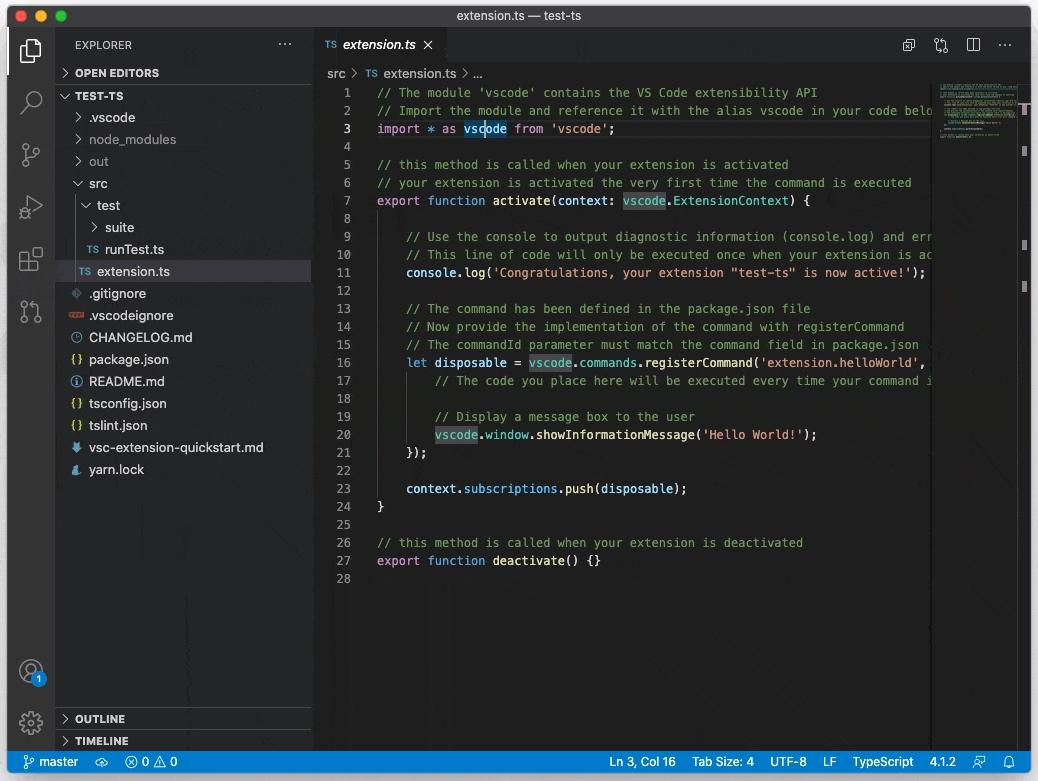 extension.ts — test-ts
EXPLORER
OPEN EDITORS
TEST-TS
.vscode
node_modules
out
src
test
suite
TS runTest.ts
TS extension.ts
.gitignore
.vscodeignore
CHANGELOG.md
{} package.json
README.md
{} tsconfig.json
{} tslint.json
vsc-extension-quickstart.md
yarn.lock
OUTLINE
TIMELINE
1
TS extension.ts
src > TS extension.ts > ...
1 // The module 'vscode' contains the VS Code extensibility API
2 // Import the module and reference it with the alias vscode in your code belo
3 import * as vscode from 'vscode';
4
5 // this method is called when your extension is activated
6 // your extension is activated the very first time the command is executed
7 export function activate(context: vscode.ExtensionContext) {
8
9 // Use the console to output diagnostic information (console.log) and err
10 // This line of code will only be executed once when your extension is ac
11 console.log('Congratulations, your extension "test-ts" is now active!');
12
13 // The command has been defined in the package.json file
14 // Now provide the implementation of the command with registerCommand
15 // The commandId parameter must match the command field in package.json
16 let disposable = vscode.commands.registerCommand('extension.helloWorld',
17 // The code you place here will be executed every time your command i
18
19 // Display a message box to the user
20 vscode.window.showInformationMessage('Hello World!');
21 });
22
23 context.subscriptions.push(disposable);
24 }
25
26 // this method is called when your extension is deactivated
27 export function deactivate() {}
28
master 0 0 Ln 3, Col 16 Tab Size: 4 UTF-8 LF TypeScript 4.1.2